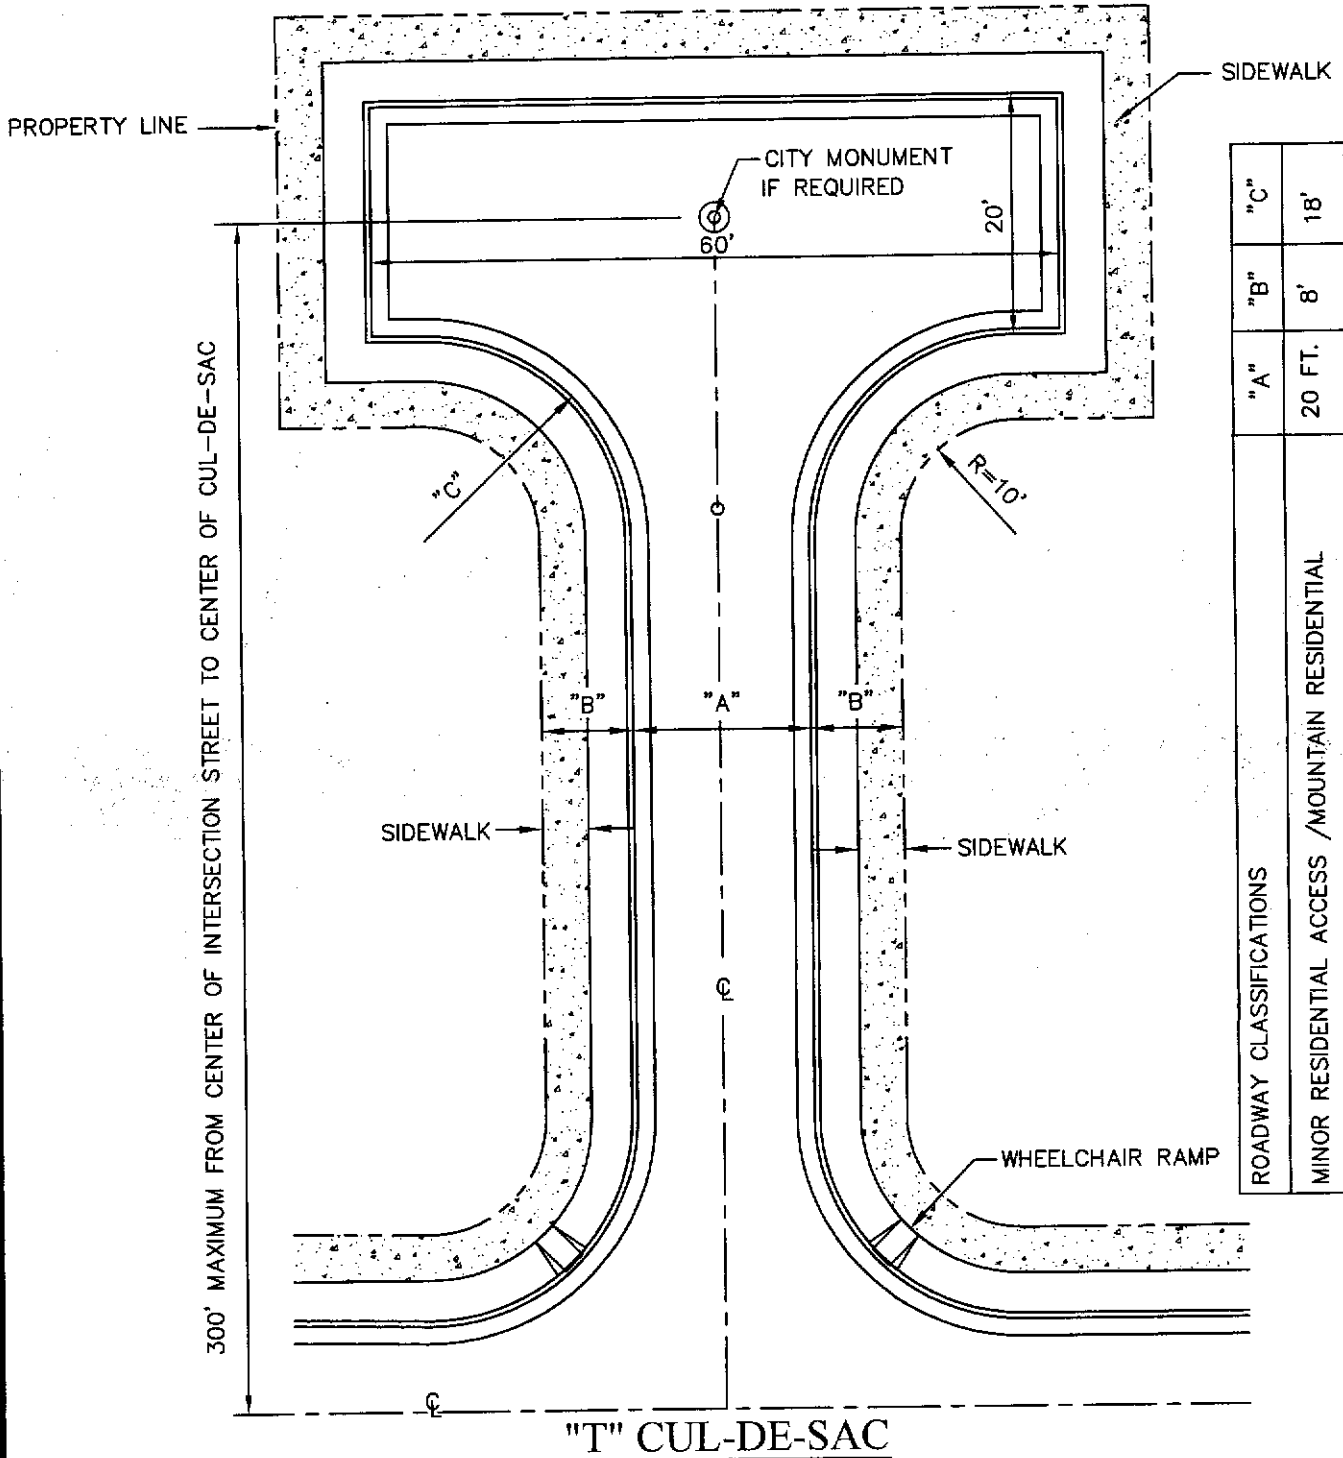 SIDEWALK
PROPERTY LINE
CITY MONUMENT
IF REQUIRED
20'
60'
"C"
R=10'
300' MAXIMUM FROM CENTER OF INTERSECTION STREET TO CENTER OF CUL-DE-SAC
"B"
"A"
"B"
SIDEWALK
SIDEWALK
℄
WHEELCHAIR RAMP
℄
ROADWAY CLASSIFICATIONS "A" "B" "C"
MINOR RESIDENTIAL ACCESS /MOUNTAIN RESIDENTIAL 20 FT. 8' 18'
"T" CUL-DE-SAC